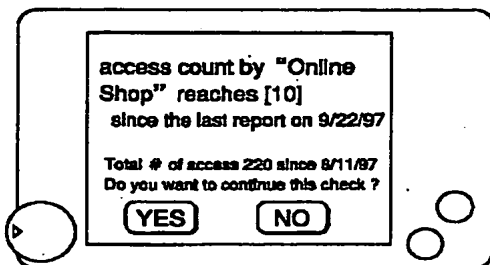 access count by "Online
Shop" reaches [10]
since the last report on 9/22/97
Total # of access 220 since 8/11/97
Do you want to continue this check ?
YES NO